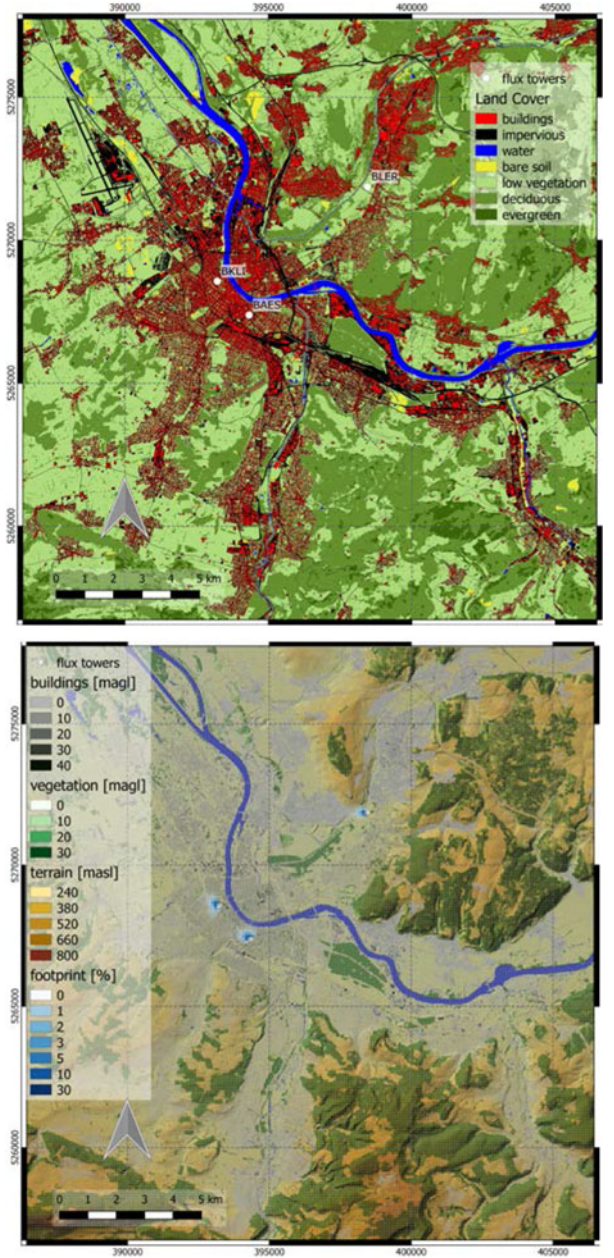 390000 395000 400000 405000
5275000
5270000
5265000
5260000
flux towers
Land Cover
buildings
impervious
water
bare soil
low vegetation
deciduous
evergreen
BLER
BKLI
BAES
0 1 2 3 4 5 km
flux towers
buildings [magl]
0
10
20
30
40
vegetation [magl]
0
10
20
30
terrain [masl]
240
380
520
660
800
footprint [%]
0
1
2
3
5
10
30
5275000
5270000
5265000
5260000
0 1 2 3 4 5 km
390000 395000 400000 405000